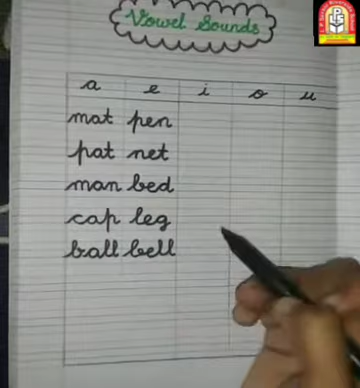 Vowel Sounds
a e i o u
mat pen
pat net
man bed
cap leg
ball bell